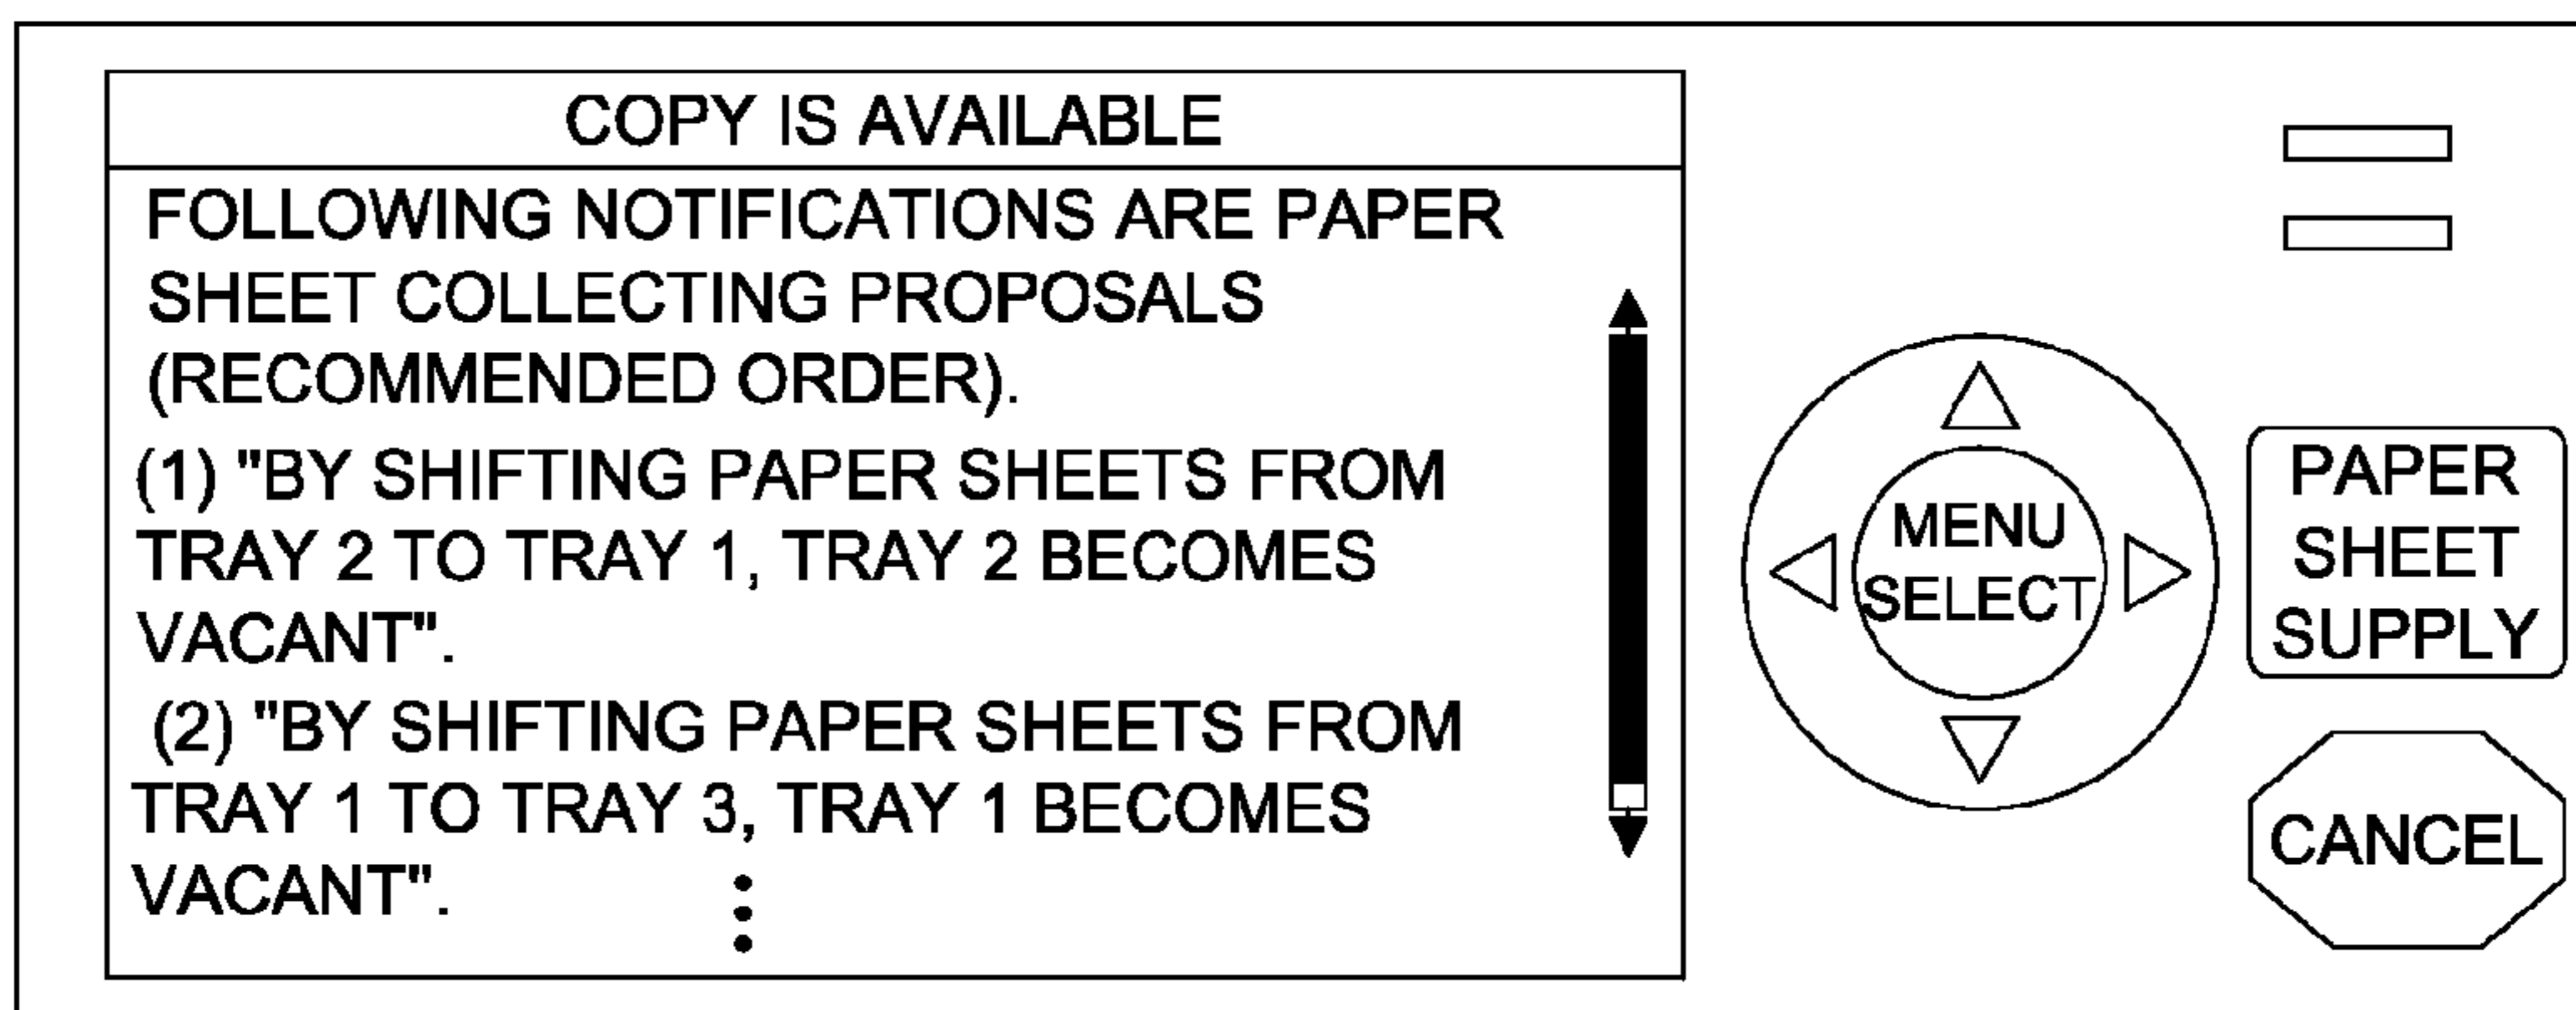 COPY IS AVAILABLE
FOLLOWING NOTIFICATIONS ARE PAPER
SHEET COLLECTING PROPOSALS
(RECOMMENDED ORDER).
(1) "BY SHIFTING PAPER SHEETS FROM
TRAY 2 TO TRAY 1, TRAY 2 BECOMES
VACANT".
(2) "BY SHIFTING PAPER SHEETS FROM
TRAY 1 TO TRAY 3, TRAY 1 BECOMES
VACANT".
MENU
SELECT
PAPER
SHEET
SUPPLY
CANCEL